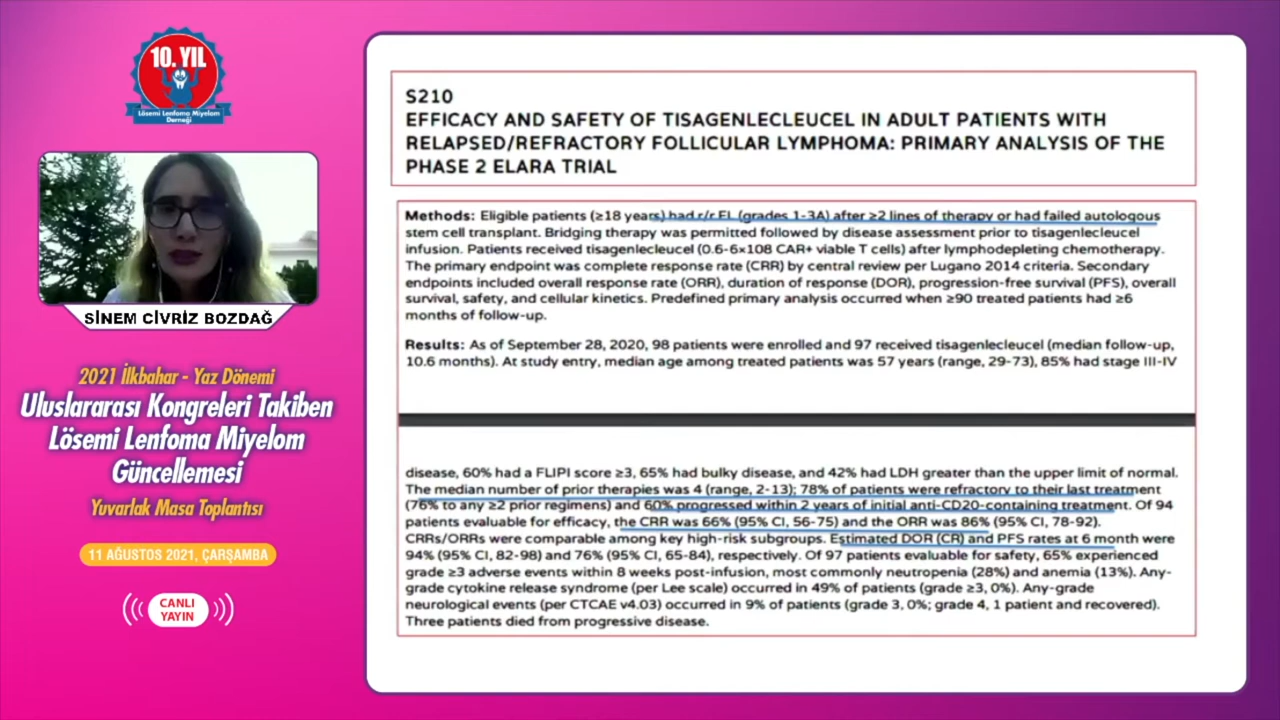 10. YIL
Lösemi Lenfoma Miyelom
Derneği
SİNEM CİVRİZ BOZDAĞ
2021 İlkbahar - Yaz Dönemi
Uluslararası Kongreleri Takiben
Lösemi Lenfoma Miyelom
Güncellemesi
Yuvarlak Masa Toplantısı
11 AĞUSTOS 2021, ÇARŞAMBA
CANLI
YAYIN
S210
EFFICACY AND SAFETY OF TISAGENLECLEUCEL IN ADULT PATIENTS WITH
RELAPSED/REFRACTORY FOLLICULAR LYMPHOMA: PRIMARY ANALYSIS OF THE
PHASE 2 ELARA TRIAL
Methods: Eligible patients (≥18 years) had r/r FL (grades 1-3A) after ≥2 lines of therapy or had failed autologous
stem cell transplant. Bridging therapy was permitted followed by disease assessment prior to tisagenlecleucel
infusion. Patients received tisagenlecleucel (0.6-6×108 CAR+ viable T cells) after lymphodepleting chemotherapy.
The primary endpoint was complete response rate (CRR) by central review per Lugano 2014 criteria. Secondary
endpoints included overall response rate (ORR), duration of response (DOR), progression-free survival (PFS), overall
survival, safety, and cellular kinetics. Predefined primary analysis occurred when ≥90 treated patients had ≥6
months of follow-up.
Results: As of September 28, 2020, 98 patients were enrolled and 97 received tisagenlecleucel (median follow-up,
10.6 months). At study entry, median age among treated patients was 57 years (range, 29-73), 85% had stage III-IV
disease, 60% had a FLIPI score ≥3, 65% had bulky disease, and 42% had LDH greater than the upper limit of normal.
The median number of prior therapies was 4 (range, 2-13); 78% of patients were refractory to their last treatment
(76% to any ≥2 prior regimens) and 60% progressed within 2 years of initial anti-CD20-containing treatment. Of 94
patients evaluable for efficacy, the CRR was 66% (95% CI, 56-75) and the ORR was 86% (95% CI, 78-92).
CRRs/ORRs were comparable among key high-risk subgroups. Estimated DOR (CR) and PFS rates at 6 month were
94% (95% CI, 82-98) and 76% (95% CI, 65-84), respectively. Of 97 patients evaluable for safety, 65% experienced
grade ≥3 adverse events within 8 weeks post-infusion, most commonly neutropenia (28%) and anemia (13%). Any-
grade cytokine release syndrome (per Lee scale) occurred in 49% of patients (grade ≥3, 0%). Any-grade
neurological events (per CTCAE v4.03) occurred in 9% of patients (grade 3, 0%; grade 4, 1 patient and recovered).
Three patients died from progressive disease.